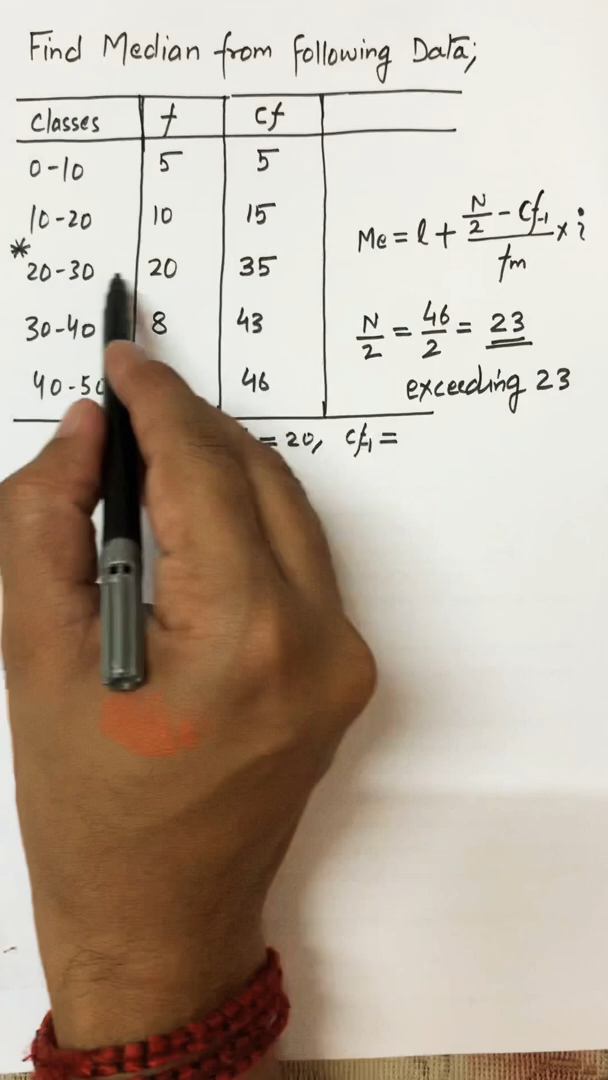 Find Median from following Data;
Classes f cf
0-10 5 5
10-20 10 15
* 20-30 20 35
30-40 8 43
40-50 46
Me = l + (N/2 - cf-1)/fm × i
N/2 = 46/2 = 23
exceeding 23
= 20, cf-1 =